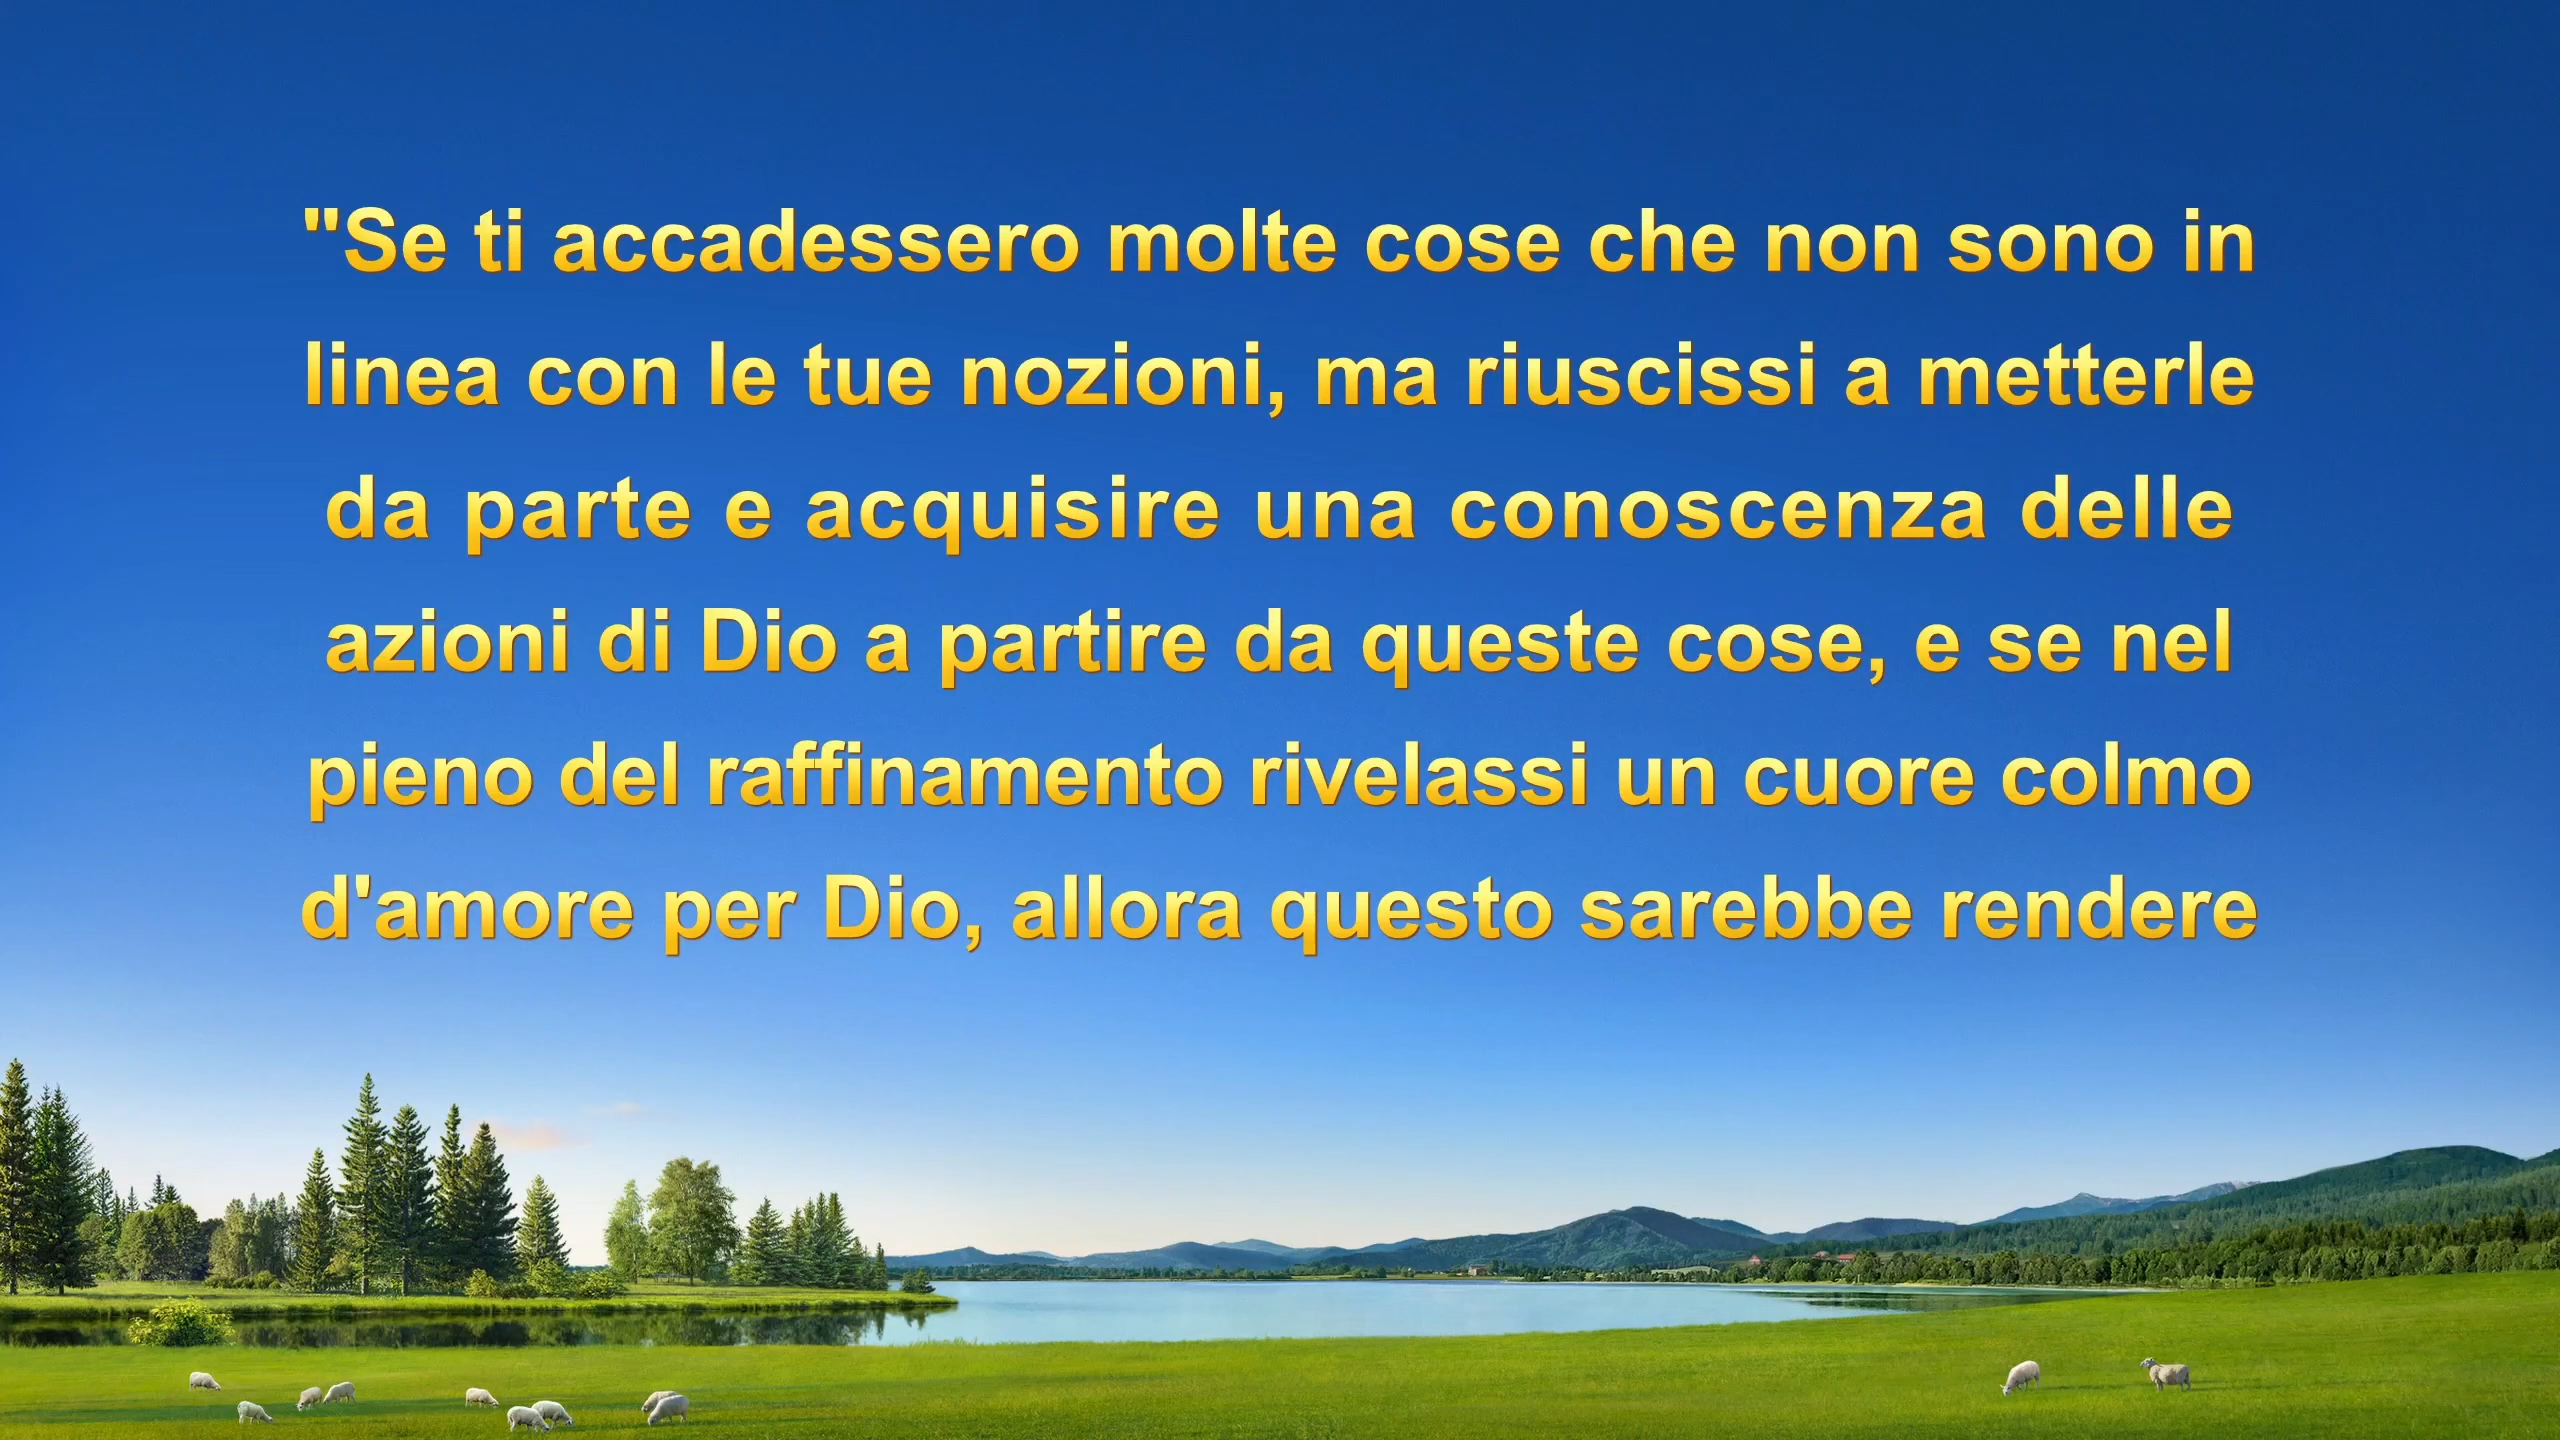 "Se ti accadessero molte cose che non sono in
linea con le tue nozioni, ma riuscissi a metterle
da parte e acquisire una conoscenza delle
azioni di Dio a partire da queste cose, e se nel
pieno del raffinamento rivelassi un cuore colmo
d'amore per Dio, allora questo sarebbe rendere